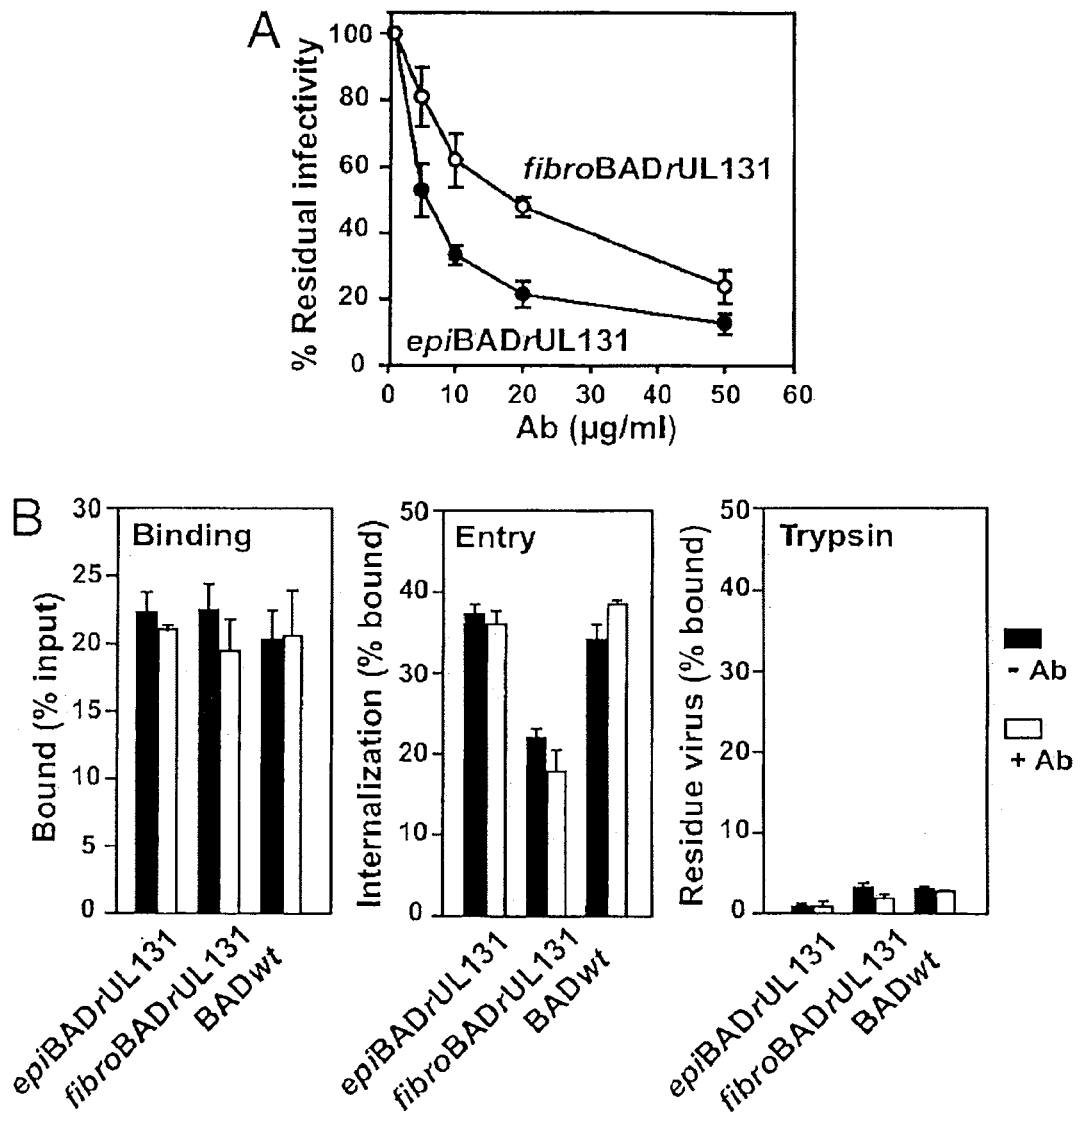 A
% Residual infectivity
100
80
60
40
20
0
fibroBADrUL131
epiBADrUL131
0 10 20 30 40 50 60
Ab (µg/ml)
B
Bound (% input)
30
25
20
15
10
5
0
Binding
epiBADrUL131
fibroBADrUL131
BADwt
Internalization (% bound)
50
40
30
20
10
0
Entry
epiBADrUL131
fibroBADrUL131
BADwt
Residue virus (% bound)
50
40
30
20
10
0
Trypsin
epiBADrUL131
fibroBADrUL131
BADwt
- Ab
+ Ab